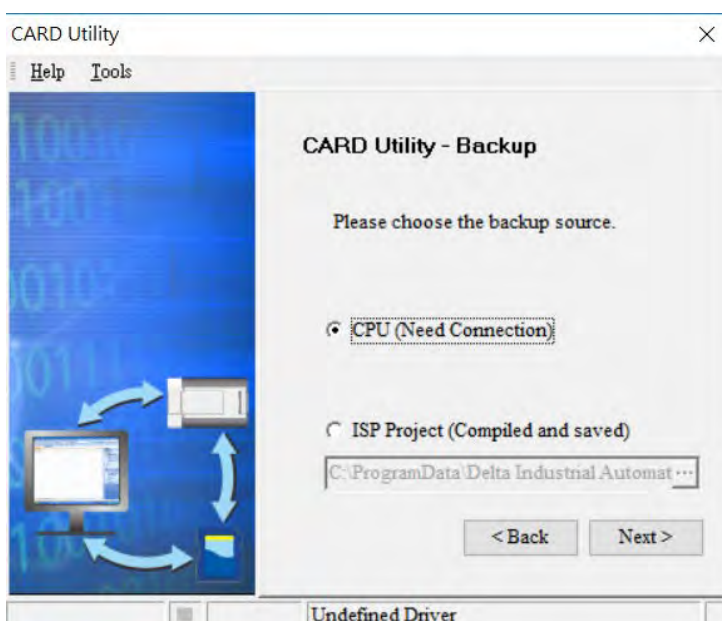 CARD Utility
Help Tools
CARD Utility - Backup
Please choose the backup source.
CPU (Need Connection)
ISP Project (Compiled and saved)
C:\ProgramData\Delta Industrial Automat ...
< Back Next >
Undefined Driver